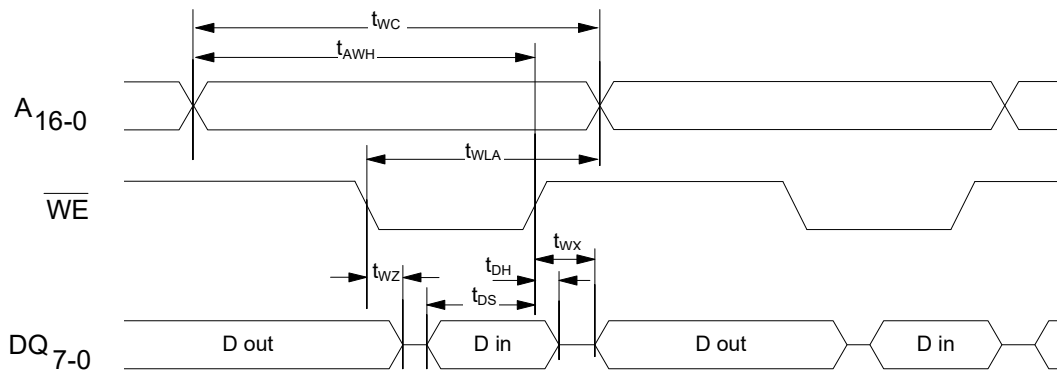 tWC
tAWH
A16-0
tWLA
WE
tWX
tWZ
tDH
tDS
DQ7-0
D out
D in
D out
D in